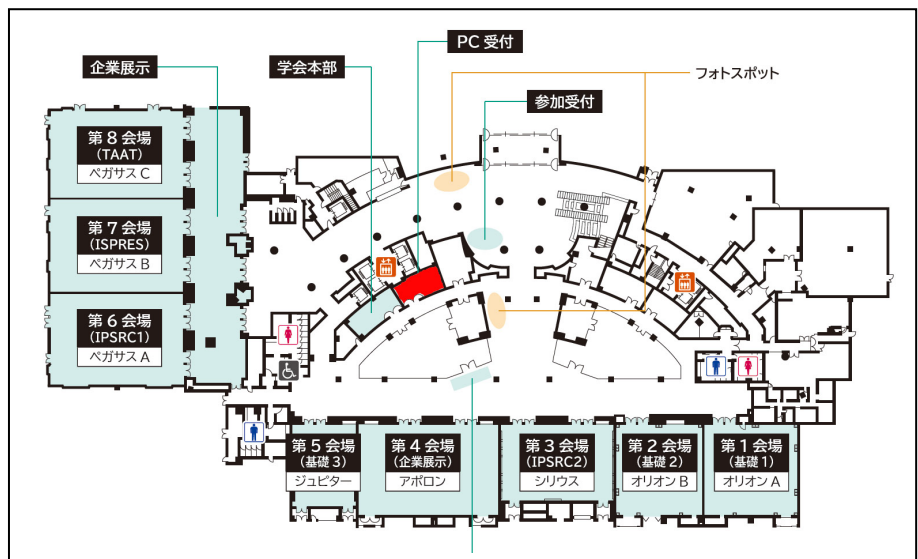 PC 受付
企業展示
学会本部
フォトスポット
参加受付
第 8 会場
(TAAT)
ペガサス C
第 7 会場
(ISPRES)
ペガサス B
第 6 会場
(IPSRC1)
ペガサス A
第 5 会場
(基礎 3)
ジュピター
第 4 会場
(企業展示)
アポロン
第 3 会場
(IPSRC2)
シリウス
第 2 会場
(基礎 2)
オリオン B
第 1 会場
(基礎 1)
オリオン A